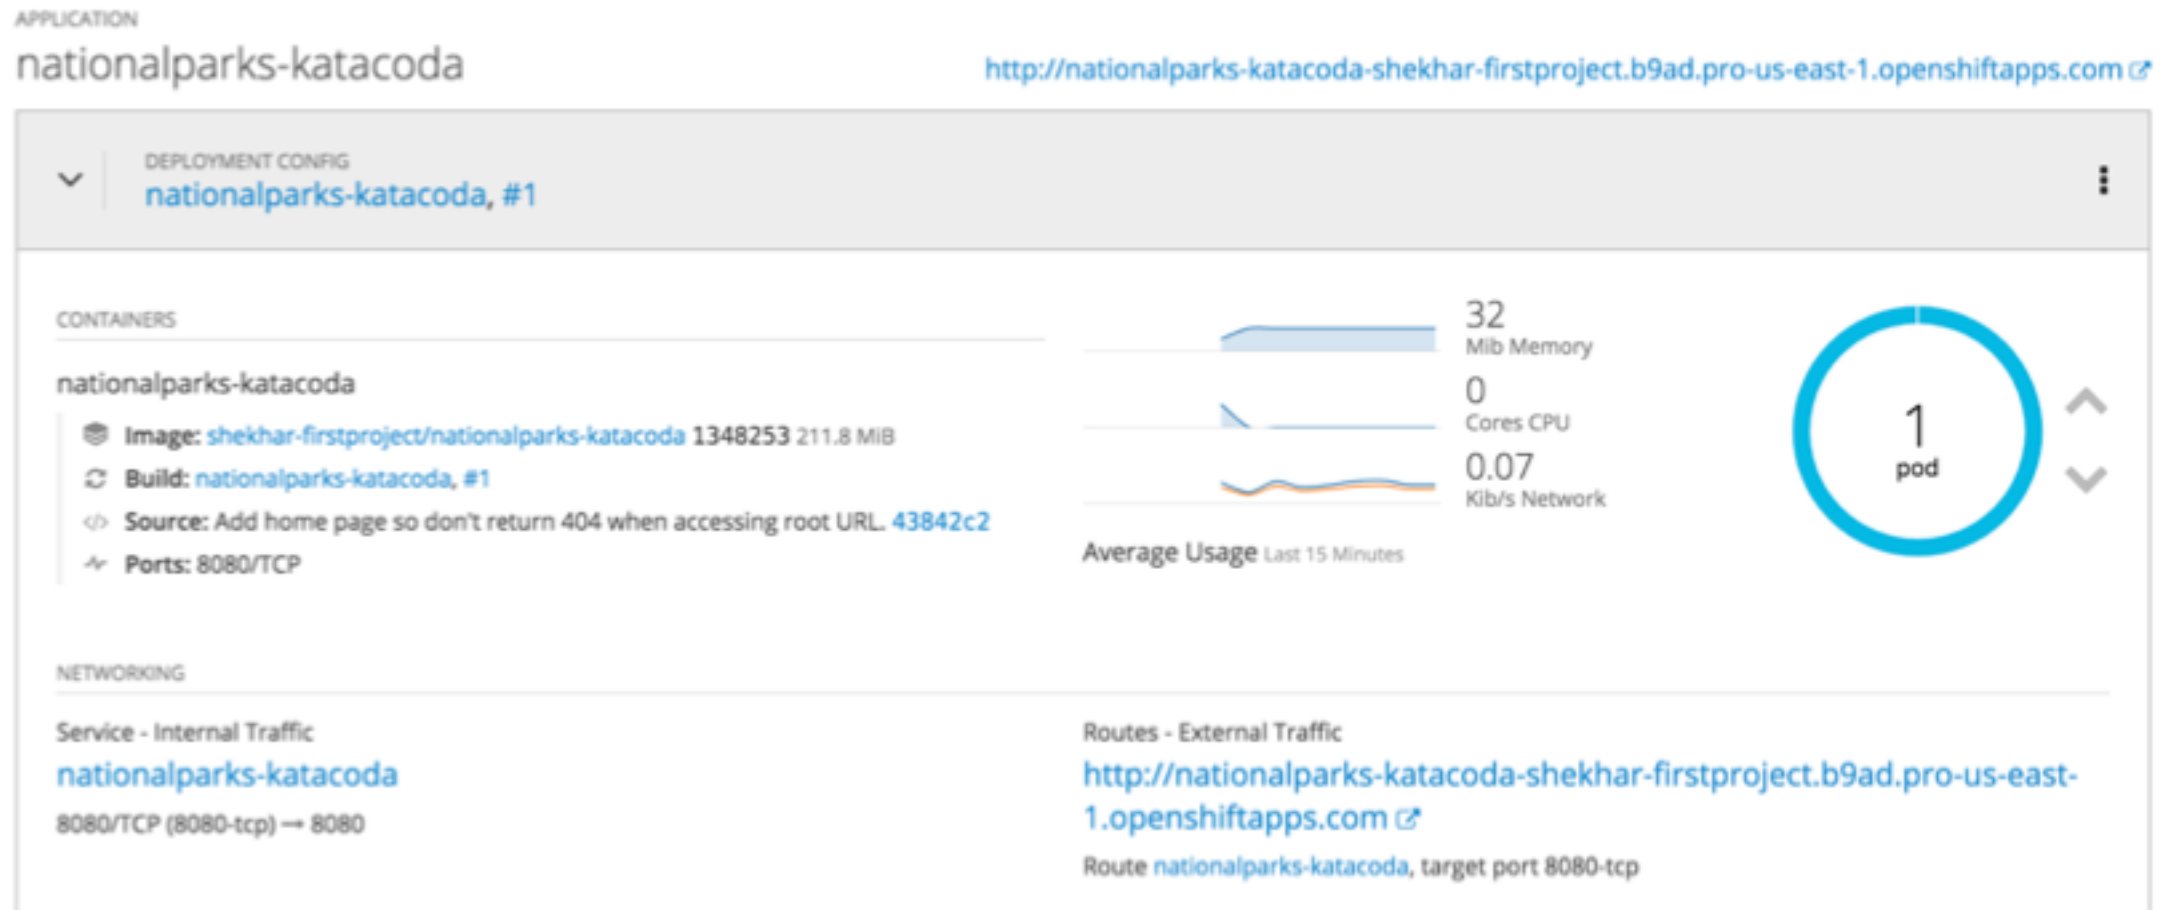 APPLICATION
nationalparks-katacoda
http://nationalparks-katacoda-shekhar-firstproject.b9ad.pro-us-east-1.openshiftapps.com
DEPLOYMENT CONFIG
nationalparks-katacoda, #1
CONTAINERS
nationalparks-katacoda
Image: shekhar-firstproject/nationalparks-katacoda 1348253 211.8 MiB
Build: nationalparks-katacoda, #1
Source: Add home page so don't return 404 when accessing root URL. 43842c2
Ports: 8080/TCP
32
Mib Memory
0
Cores CPU
0.07
Kib/s Network
Average Usage Last 15 Minutes
1
pod
NETWORKING
Service - Internal Traffic
nationalparks-katacoda
8080/TCP (8080-tcp) → 8080
Routes - External Traffic
http://nationalparks-katacoda-shekhar-firstproject.b9ad.pro-us-east-
1.openshiftapps.com
Route nationalparks-katacoda, target port 8080-tcp